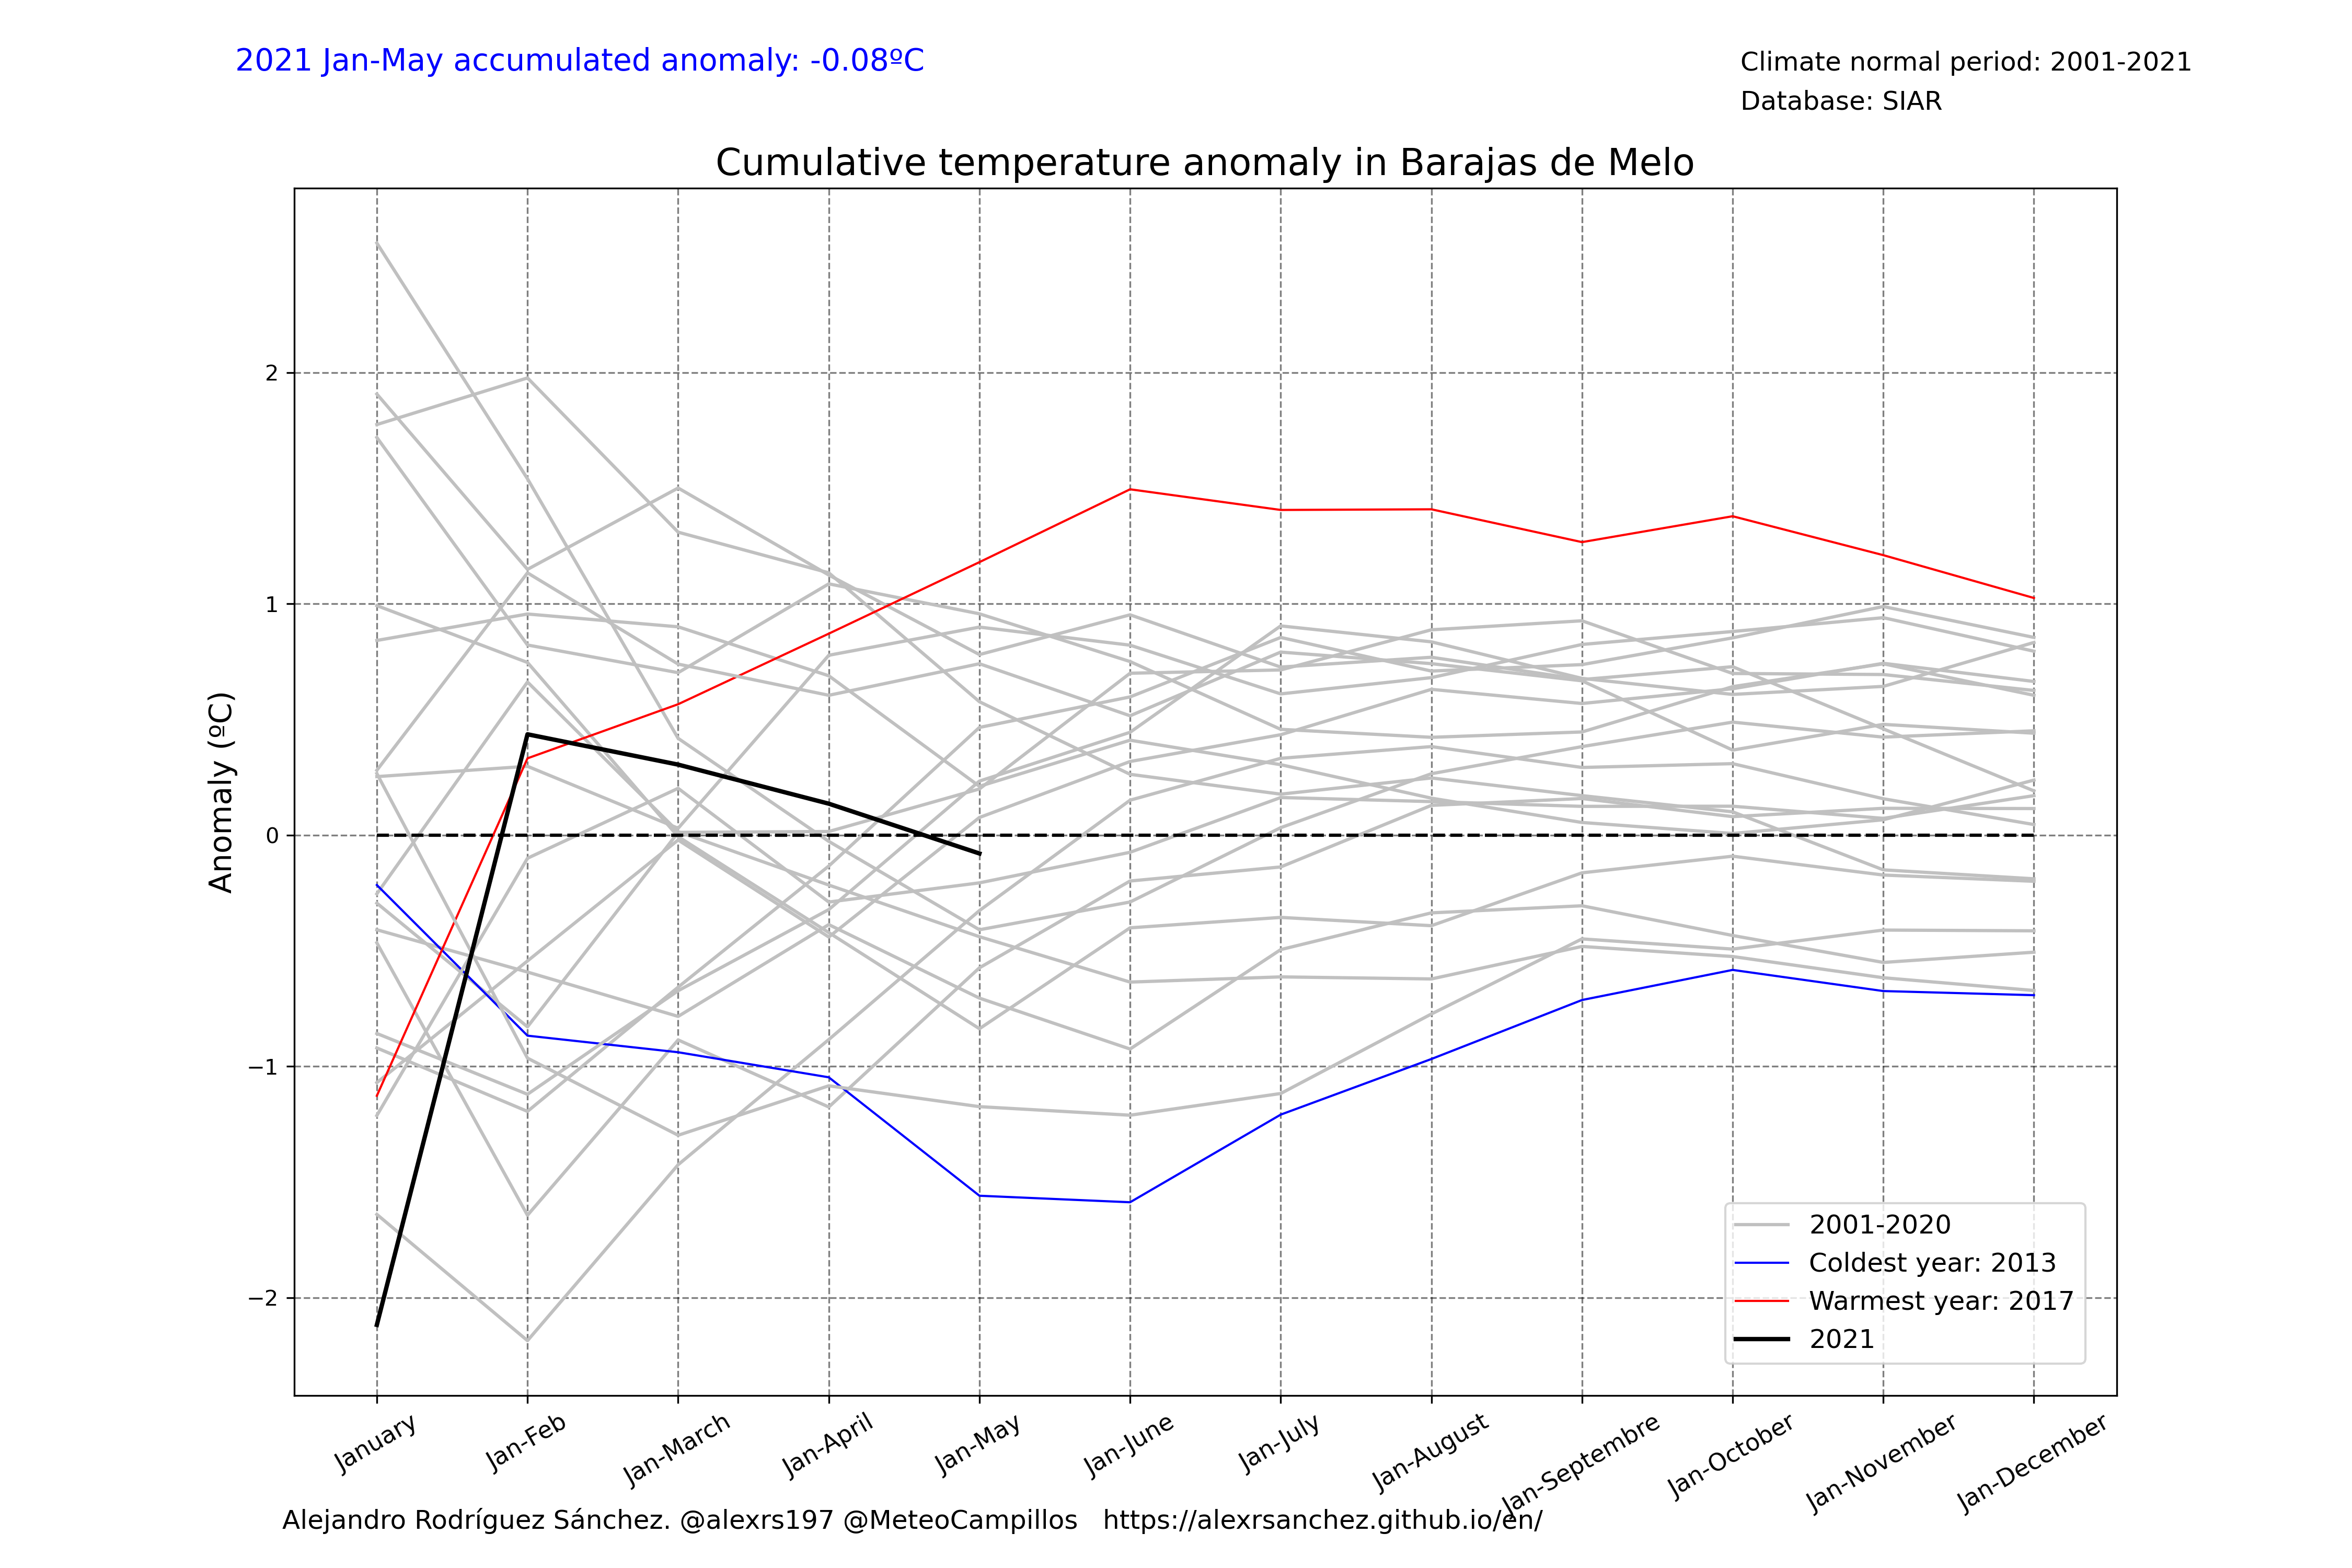 2021 Jan-May accumulated anomaly: -0.08ºC
Climate normal period: 2001-2021
Database: SIAR
Cumulative temperature anomaly in Barajas de Melo
Anomaly (ºC)
2
1
0
−1
−2
2001-2020
Coldest year: 2013
Warmest year: 2017
2021
January
Jan-Feb
Jan-March
Jan-April
Jan-May
Jan-June
Jan-July
Jan-August
Jan-Septembre
Jan-October
Jan-November
Jan-December
Alejandro Rodríguez Sánchez. @alexrs197 @MeteoCampillos https://alexrsanchez.github.io/en/